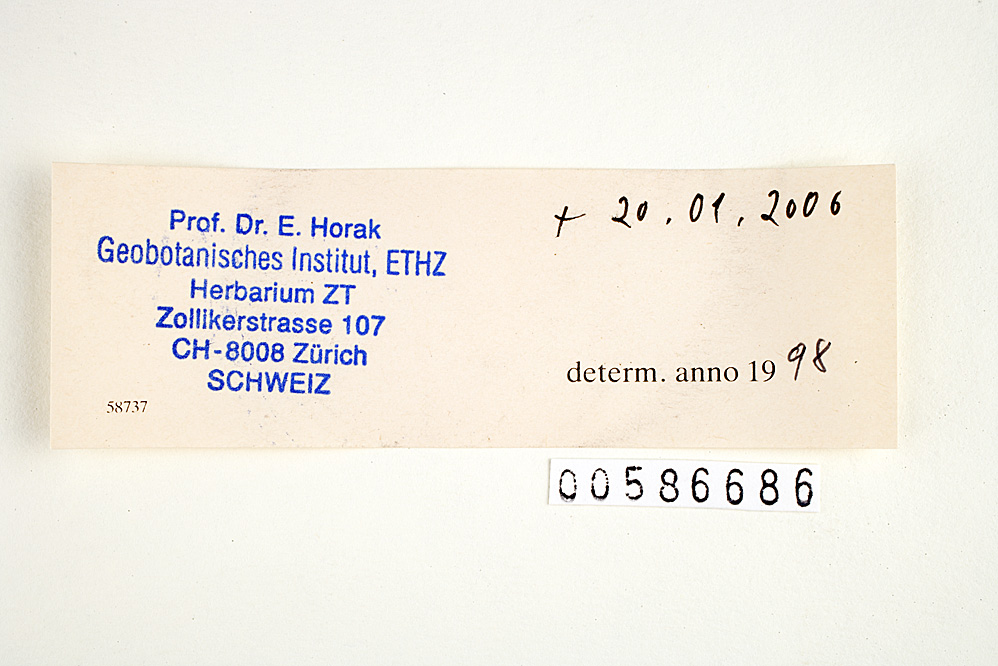 Prof. Dr. E. Horak
Geobotanisches Institut, ETHZ
Herbarium ZT
Zollikerstrasse 107
CH-8008 Zürich
SCHWEIZ
58737
+ 20. 01. 2006
determ. anno 1998
00586686